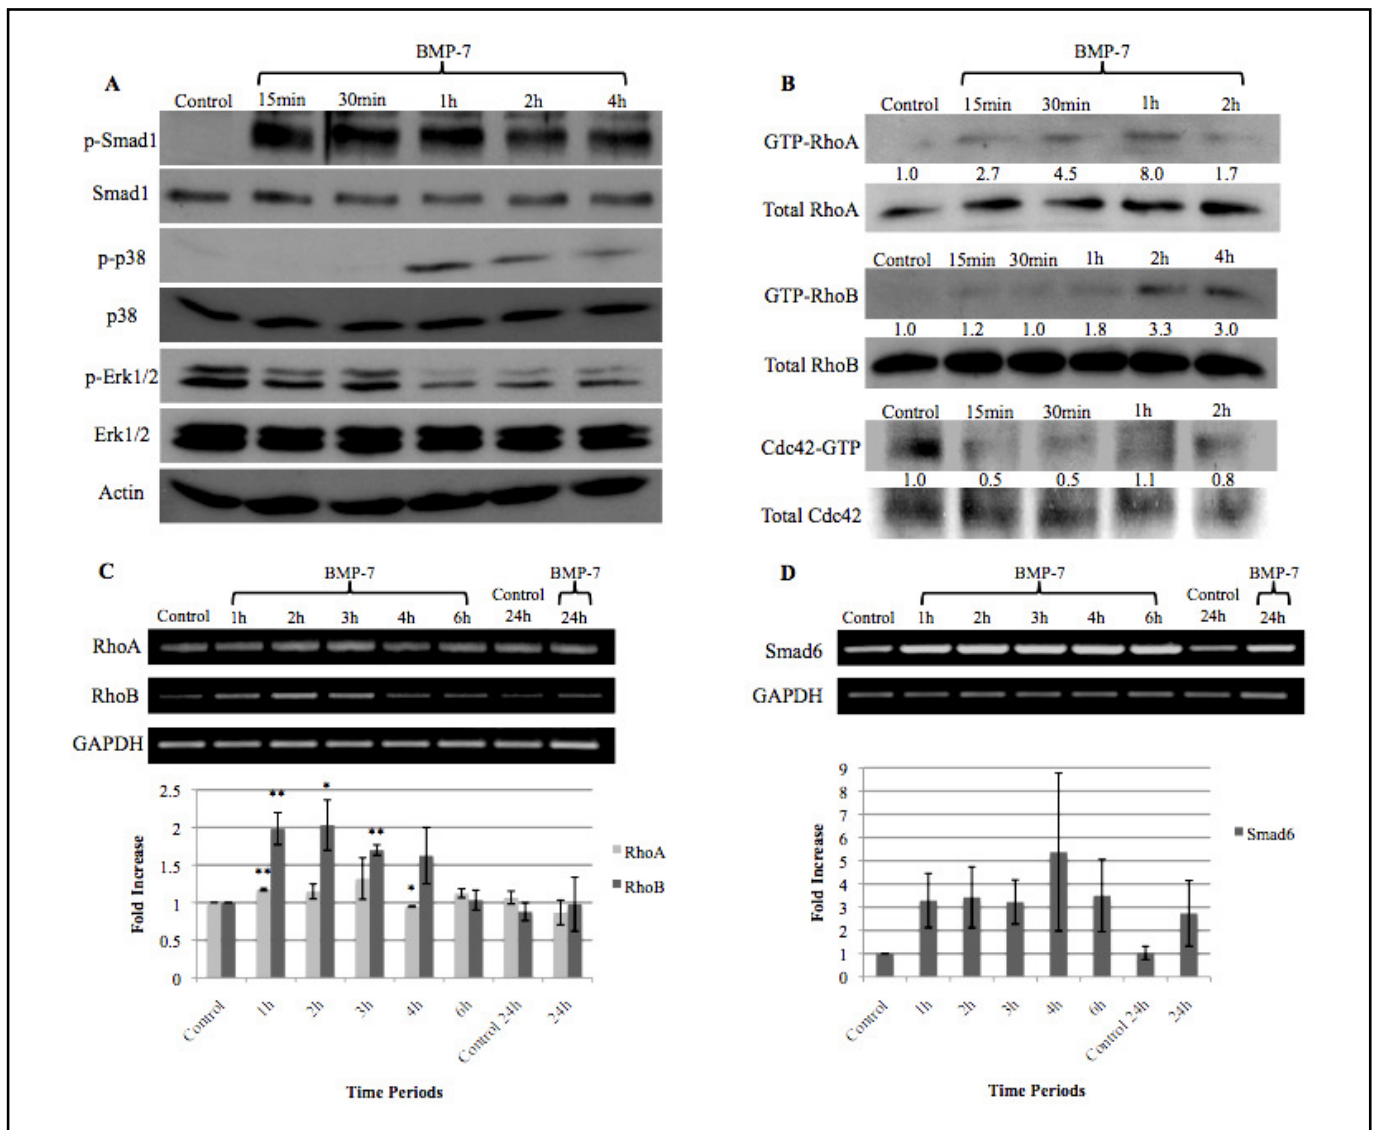 A
BMP-7
Control 15min 30min 1h 2h 4h
p-Smad1
Smad1
p-p38
p38
p-Erk1/2
Erk1/2
Actin
B
BMP-7
Control 15min 30min 1h 2h
GTP-RhoA
1.0 2.7 4.5 8.0 1.7
Total RhoA
Control 15min 30min 1h 2h 4h
GTP-RhoB
1.0 1.2 1.0 1.8 3.3 3.0
Total RhoB
Control 15min 30min 1h 2h
Cdc42-GTP
1.0 0.5 0.5 1.1 0.8
Total Cdc42
C
BMP-7 BMP-7
Control 1h 2h 3h 4h 6h Control 24h 24h
RhoA
RhoB
GAPDH
Fold Increase
2.5
2
1.5
1
0.5
0
** ** * ** *
RhoA
RhoB
Control 1h 2h 3h 4h 6h Control 24h 24h
Time Periods
D
BMP-7 BMP-7
Control 1h 2h 3h 4h 6h Control 24h 24h
Smad6
GAPDH
Fold Increase
9
8
7
6
5
4
3
2
1
0
Smad6
Control 1h 2h 3h 4h 6h Control 24h 24h
Time Periods